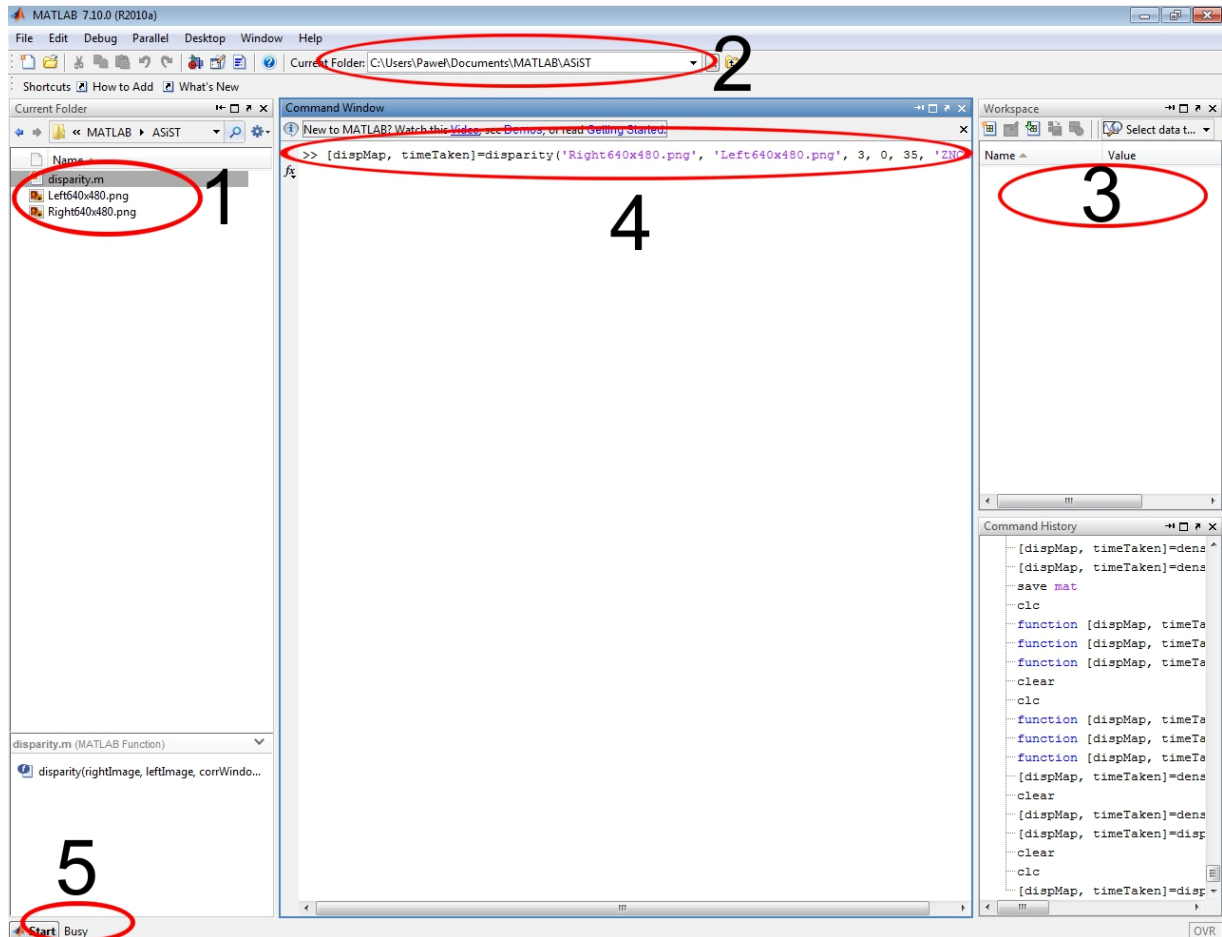 MATLAB 7.10.0 (R2010a)
File Edit Debug Parallel Desktop Window Help
Current Folder: C:\Users\Paweł\Documents\MATLAB\ASiST
2
Shortcuts How to Add What's New
Current Folder
« MATLAB ASiST
Name
disparity.m
Left640x480.png
Right640x480.png
1
disparity.m (MATLAB Function)
disparity(rightImage, leftImage, corrWindo...
5
Start Busy
Command Window
New to MATLAB? Watch this Video, see Demos, or read Getting Started.
>> [dispMap, timeTaken]=disparity('Right640x480.png', 'Left640x480.png', 3, 0, 35, 'ZNC
fx
4
Workspace
Select data t...
Name Value
3
Command History
[dispMap, timeTaken]=dens
[dispMap, timeTaken]=dens
save mat
clc
function [dispMap, timeTa
function [dispMap, timeTa
function [dispMap, timeTa
clear
clc
function [dispMap, timeTa
function [dispMap, timeTa
function [dispMap, timeTa
[dispMap, timeTaken]=dens
clear
[dispMap, timeTaken]=dens
[dispMap, timeTaken]=disp
clear
clc
[dispMap, timeTaken]=disp
OVR